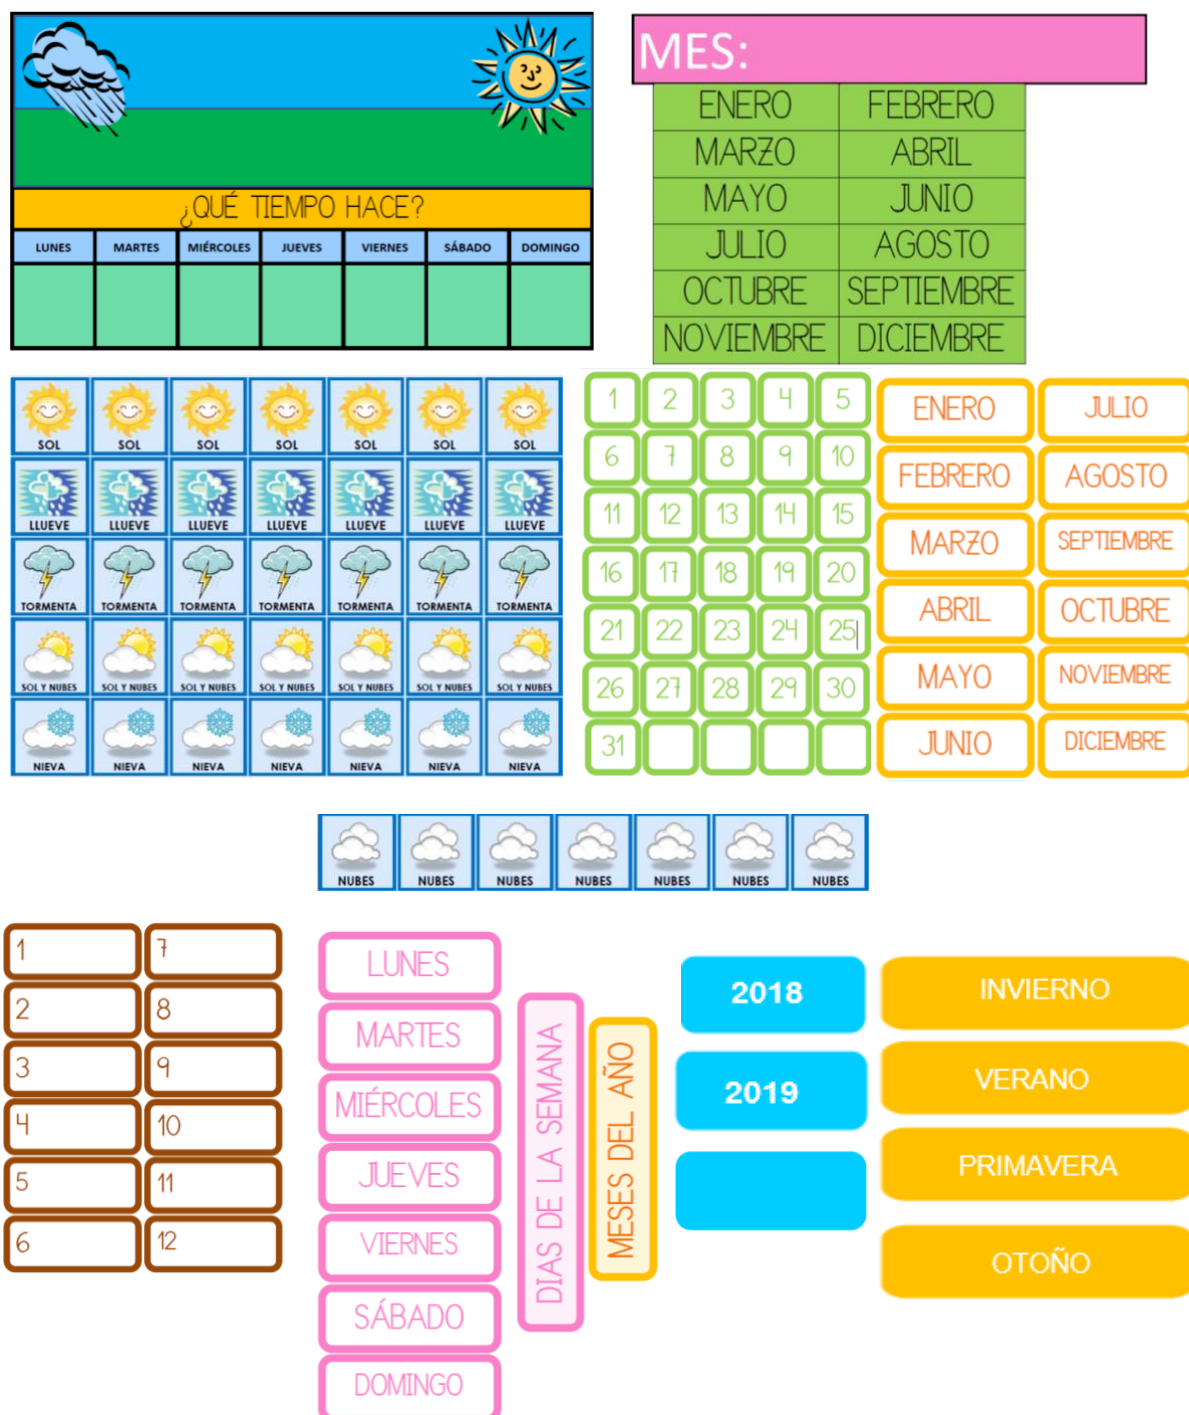 ¿QUÉ TIEMPO HACE?
LUNES MARTES MIÉRCOLES JUEVES VIERNES SÁBADO DOMINGO
MES:
ENERO FEBRERO
MARZO ABRIL
MAYO JUNIO
JULIO AGOSTO
OCTUBRE SEPTIEMBRE
NOVIEMBRE DICIEMBRE
SOL SOL SOL SOL SOL SOL SOL
LLUEVE LLUEVE LLUEVE LLUEVE LLUEVE LLUEVE LLUEVE
TORMENTA TORMENTA TORMENTA TORMENTA TORMENTA TORMENTA TORMENTA
SOL Y NUBES SOL Y NUBES SOL Y NUBES SOL Y NUBES SOL Y NUBES SOL Y NUBES SOL Y NUBES
NIEVA NIEVA NIEVA NIEVA NIEVA NIEVA NIEVA
1 2 3 4 5
6 7 8 9 10
11 12 13 14 15
16 17 18 19 20
21 22 23 24 25
26 27 28 29 30
31
ENERO JULIO
FEBRERO AGOSTO
MARZO SEPTIEMBRE
ABRIL OCTUBRE
MAYO NOVIEMBRE
JUNIO DICIEMBRE
NUBES NUBES NUBES NUBES NUBES NUBES NUBES
1 7
2 8
3 9
4 10
5 11
6 12
LUNES
MARTES
MIÉRCOLES
JUEVES
VIERNES
SÁBADO
DOMINGO
DIAS DE LA SEMANA
MESES DEL AÑO
2018
2019
INVIERNO
VERANO
PRIMAVERA
OTOÑO